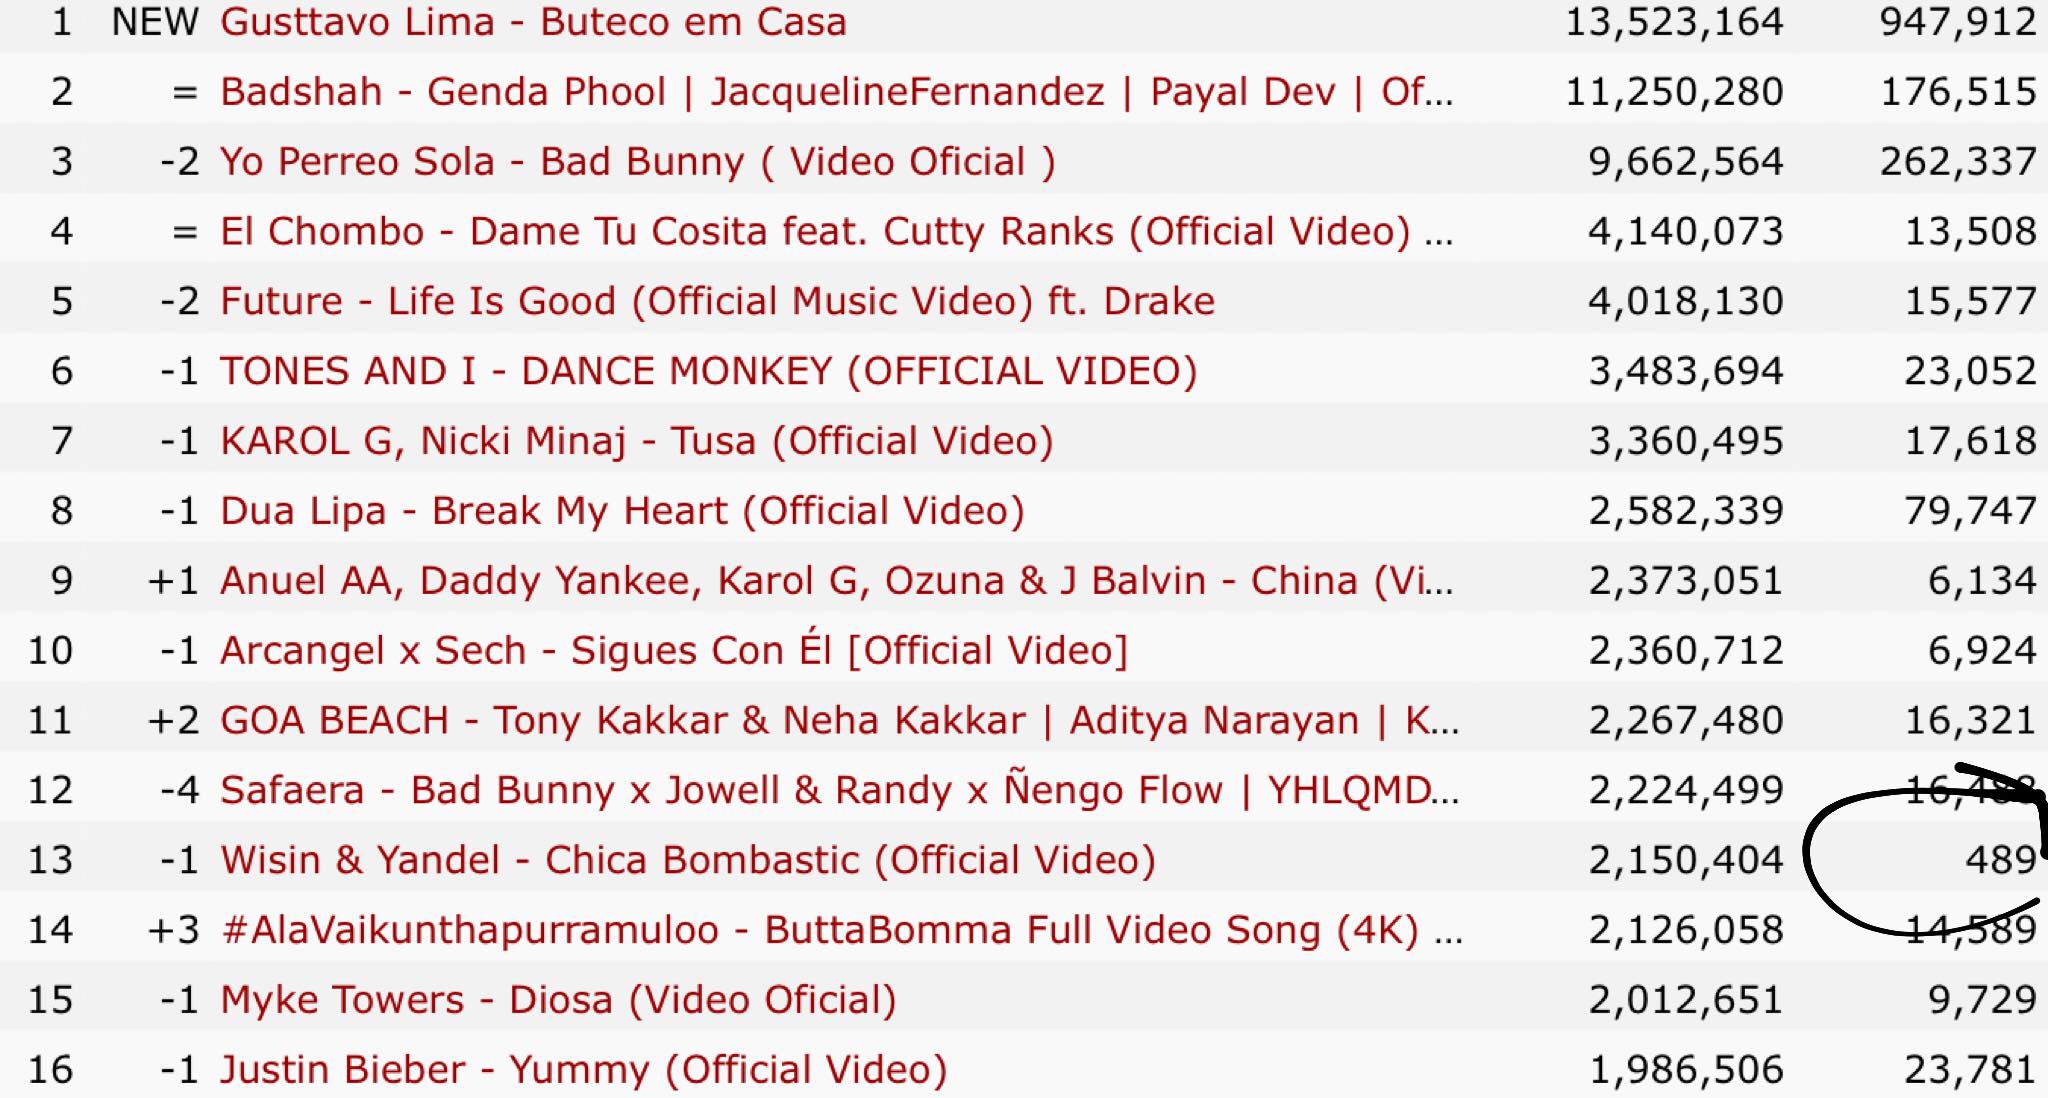 1 NEW Gusttavo Lima - Buteco em Casa 13,523,164 947,912
2 = Badshah - Genda Phool | JacquelineFernandez | Payal Dev | Of... 11,250,280 176,515
3 -2 Yo Perreo Sola - Bad Bunny ( Video Oficial ) 9,662,564 262,337
4 = El Chombo - Dame Tu Cosita feat. Cutty Ranks (Official Video) ... 4,140,073 13,508
5 -2 Future - Life Is Good (Official Music Video) ft. Drake 4,018,130 15,577
6 -1 TONES AND I - DANCE MONKEY (OFFICIAL VIDEO) 3,483,694 23,052
7 -1 KAROL G, Nicki Minaj - Tusa (Official Video) 3,360,495 17,618
8 -1 Dua Lipa - Break My Heart (Official Video) 2,582,339 79,747
9 +1 Anuel AA, Daddy Yankee, Karol G, Ozuna & J Balvin - China (Vi... 2,373,051 6,134
10 -1 Arcangel x Sech - Sigues Con Él [Official Video] 2,360,712 6,924
11 +2 GOA BEACH - Tony Kakkar & Neha Kakkar | Aditya Narayan | K... 2,267,480 16,321
12 -4 Safaera - Bad Bunny x Jowell & Randy x Ñengo Flow | YHLQMD... 2,224,499
13 -1 Wisin & Yandel - Chica Bombastic (Official Video) 2,150,404 489
14 +3 #AlaVaikunthapurramuloo - ButtaBomma Full Video Song (4K) ... 2,126,058 14,589
15 -1 Myke Towers - Diosa (Video Oficial) 2,012,651 9,729
16 -1 Justin Bieber - Yummy (Official Video) 1,986,506 23,781